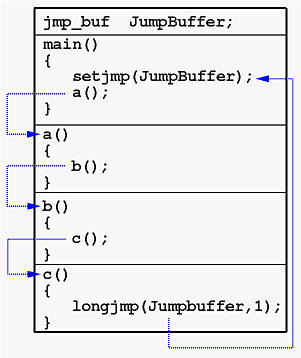 jmp_buf JumpBuffer;
main()
{
setjmp(JumpBuffer);
a();
}
a()
{
b();
}
b()
{
c();
}
c()
{
longjmp(Jumpbuffer,1);
}